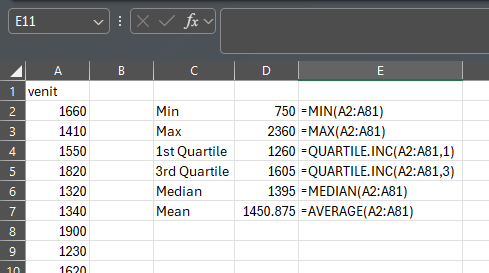 E11
fx
A B C D E
1 venit
2 1660 Min 750 =MIN(A2:A81)
3 1410 Max 2360 =MAX(A2:A81)
4 1550 1st Quartile 1260 =QUARTILE.INC(A2:A81,1)
5 1820 3rd Quartile 1605 =QUARTILE.INC(A2:A81,3)
6 1320 Median 1395 =MEDIAN(A2:A81)
7 1340 Mean 1450.875 =AVERAGE(A2:A81)
8 1900
9 1230
10 1620